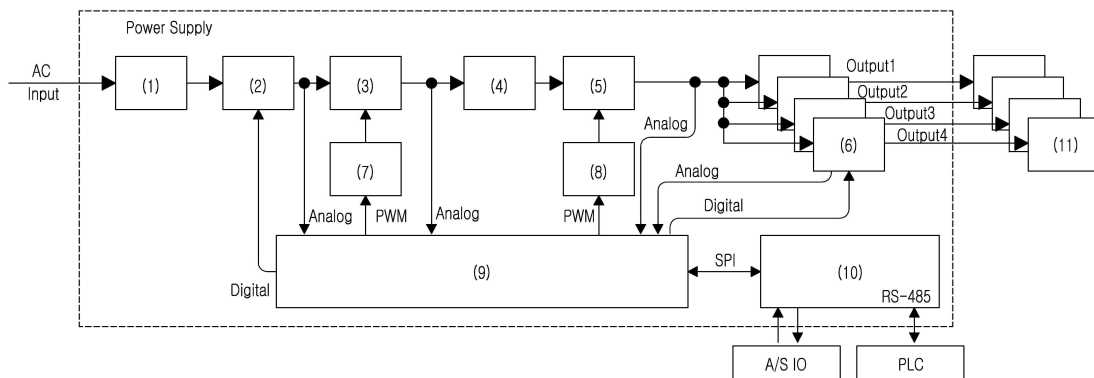 Power Supply
AC
Input
(1)
(2)
(3)
(4)
(5)
Output1
Output2
Output3
Output4
(6)
(11)
Analog
(7)
(8)
Analog
Digital
Analog
PWM
Analog
PWM
(9)
Digital
SPI
(10)
RS-485
A/S IO
PLC